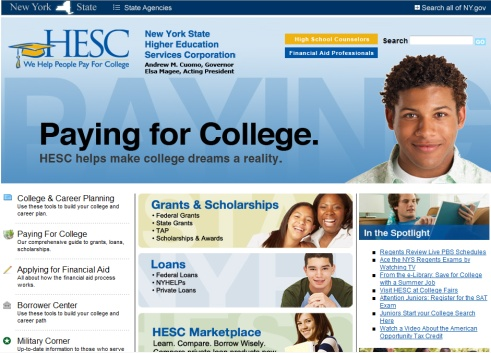 New York State
State Agencies
Search all of NY.gov
HESC
We Help People Pay For College
New York State
Higher Education
Services Corporation
Andrew M. Cuomo, Governor
Elsa Magee, Acting President
High School Counselors
Financial Aid Professionals
Search
GO
PAYING
Paying for College.
HESC helps make college dreams a reality.
College & Career Planning
Use these tools to build your college and
career plan.
Paying For College
Our comprehensive guide to grants, loans,
scholarships.
Applying for Financial Aid
All about how the financial aid process
works.
Borrower Center
Use these tools to build your college and
career path
Military Corner
Up-to-date information to those who serve
Grants & Scholarships
• Federal Grants
• State Grants
• TAP
• Scholarships & Awards
Loans
• Federal Loans
• NYHELPs
• Private Loans
HESC Marketplace
Learn. Compare. Borrow Wisely.
Compare private loan products now
In the Spotlight
Regents Review Live PBS Schedules
Ace the NYS Regents Exams by
Watching TV
From the e-Library: Save for College
with a Summer Job
Visit HESC at College Fairs
Attention Juniors: Register for the SAT
Exam
Juniors Start your College Search
Here
Watch a Video About the American
Opportunity Tax Credit